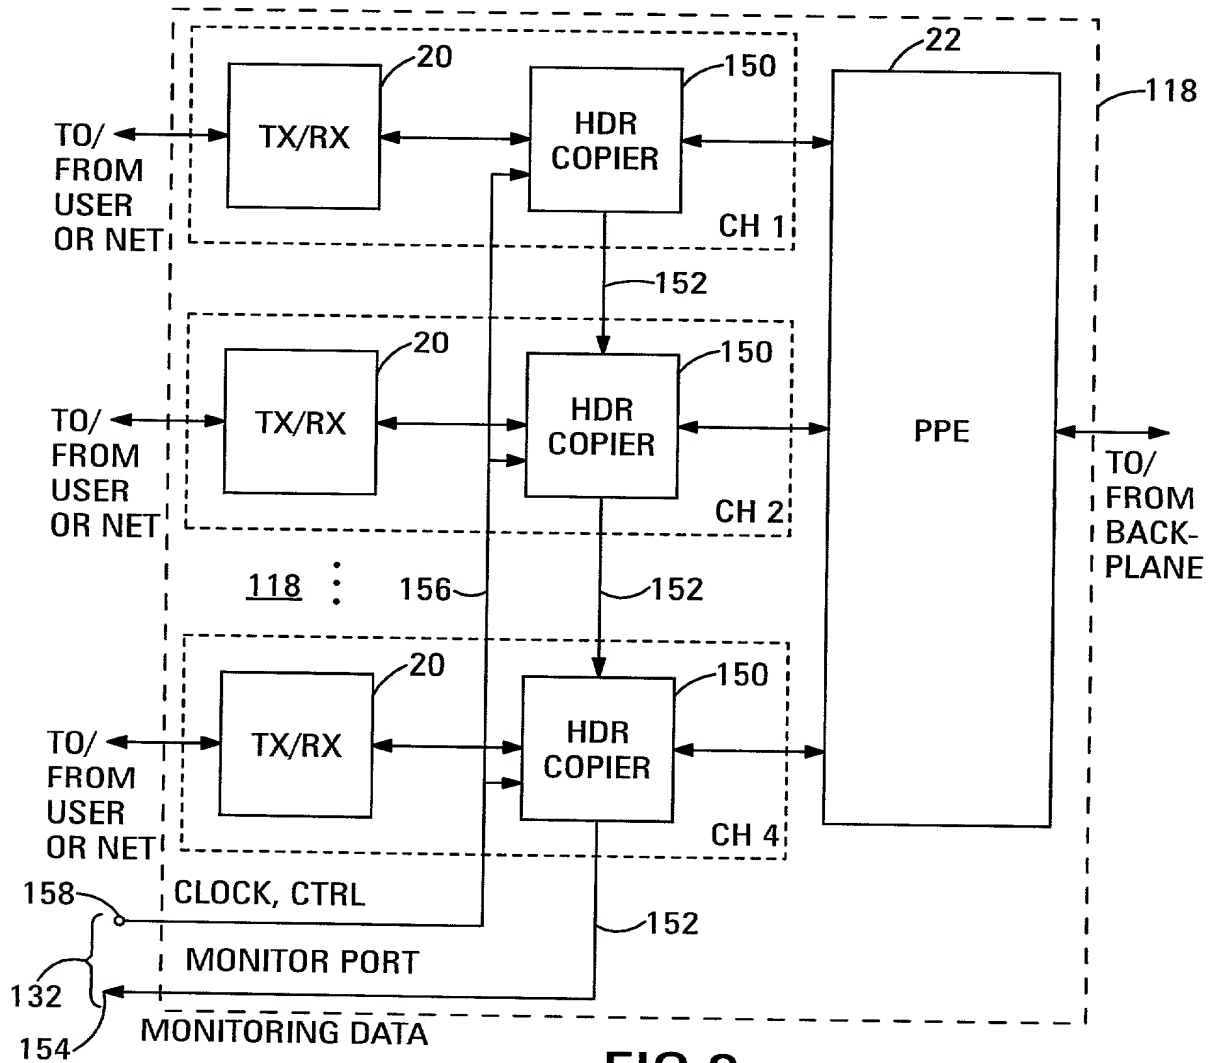 22
20
150
118
TX/RX
HDR
COPIER
TO/
FROM
USER
OR NET
CH 1
152
20
150
TX/RX
HDR
COPIER
PPE
TO/
FROM
USER
OR NET
CH 2
TO/
FROM
BACK-
PLANE
118
156
152
20
150
TX/RX
HDR
COPIER
TO/
FROM
USER
OR NET
CH 4
158
CLOCK, CTRL
152
MONITOR PORT
132
154
MONITORING DATA